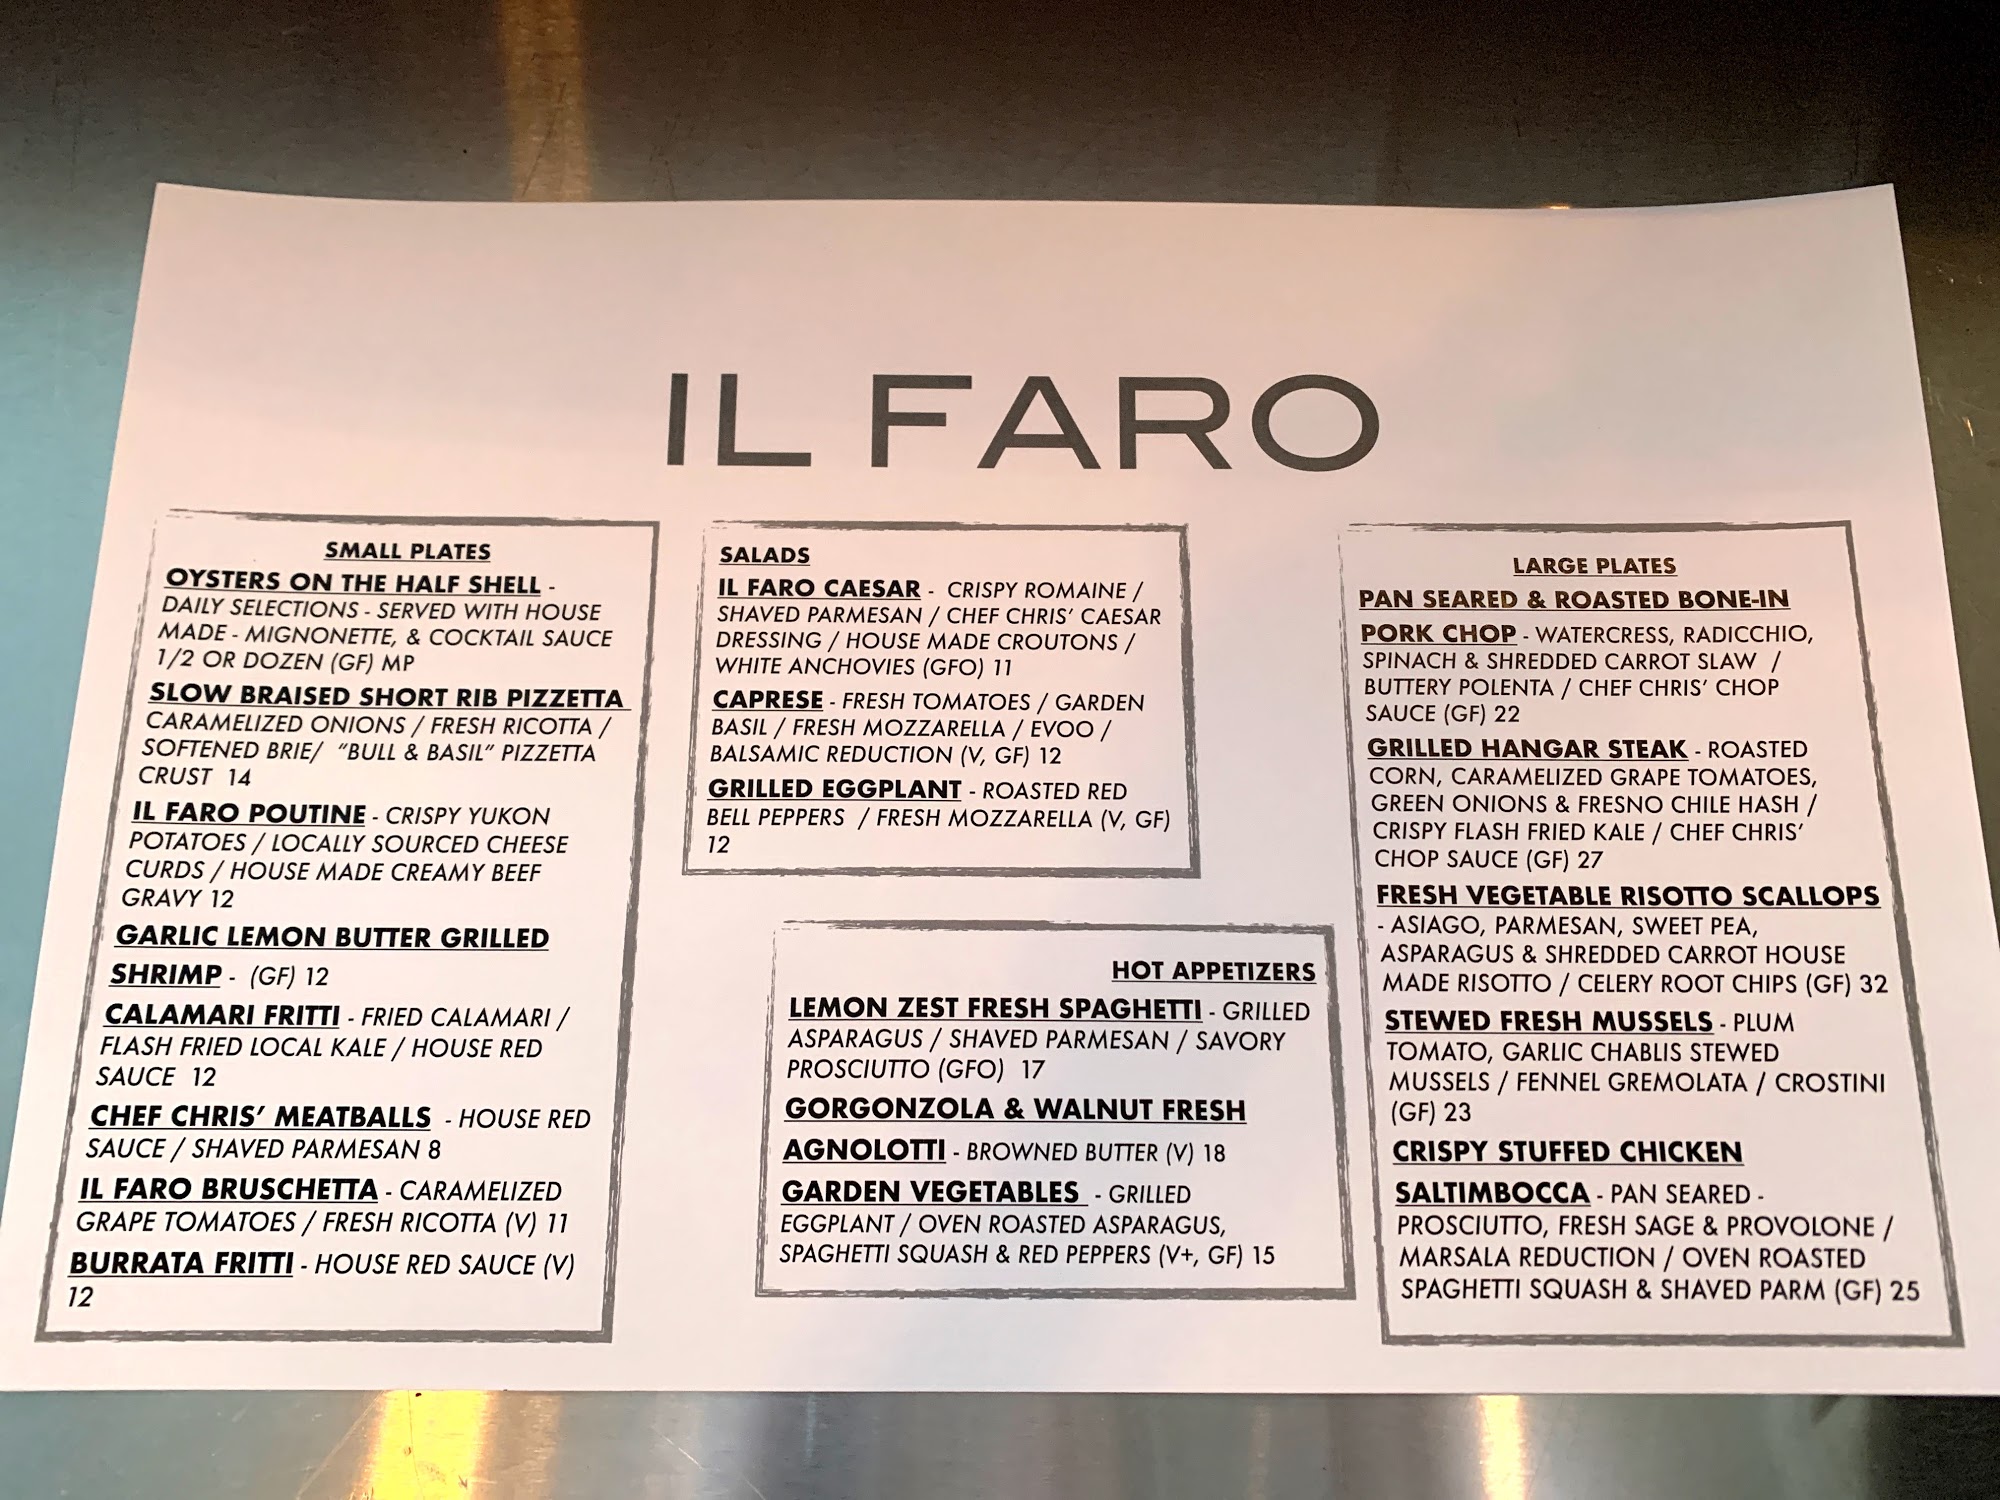 IL FARO
SMALL PLATES
OYSTERS ON THE HALF SHELL -
DAILY SELECTIONS - SERVED WITH HOUSE
MADE - MIGNONETTE, & COCKTAIL SAUCE
1/2 OR DOZEN (GF) MP
SLOW BRAISED SHORT RIB PIZZETTA
CARAMELIZED ONIONS / FRESH RICOTTA /
SOFTENED BRIE/ “BULL & BASIL” PIZZETTA
CRUST 14
IL FARO POUTINE - CRISPY YUKON
POTATOES / LOCALLY SOURCED CHEESE
CURDS / HOUSE MADE CREAMY BEEF
GRAVY 12
GARLIC LEMON BUTTER GRILLED
SHRIMP - (GF) 12
CALAMARI FRITTI - FRIED CALAMARI /
FLASH FRIED LOCAL KALE / HOUSE RED
SAUCE 12
CHEF CHRIS’ MEATBALLS - HOUSE RED
SAUCE / SHAVED PARMESAN 8
IL FARO BRUSCHETTA - CARAMELIZED
GRAPE TOMATOES / FRESH RICOTTA (V) 11
BURRATA FRITTI - HOUSE RED SAUCE (V)
12
SALADS
IL FARO CAESAR - CRISPY ROMAINE /
SHAVED PARMESAN / CHEF CHRIS’ CAESAR
DRESSING / HOUSE MADE CROUTONS /
WHITE ANCHOVIES (GFO) 11
CAPRESE - FRESH TOMATOES / GARDEN
BASIL / FRESH MOZZARELLA / EVOO /
BALSAMIC REDUCTION (V, GF) 12
GRILLED EGGPLANT - ROASTED RED
BELL PEPPERS / FRESH MOZZARELLA (V, GF)
12
HOT APPETIZERS
LEMON ZEST FRESH SPAGHETTI - GRILLED
ASPARAGUS / SHAVED PARMESAN / SAVORY
PROSCIUTTO (GFO) 17
GORGONZOLA & WALNUT FRESH
AGNOLOTTI - BROWNED BUTTER (V) 18
GARDEN VEGETABLES - GRILLED
EGGPLANT / OVEN ROASTED ASPARAGUS,
SPAGHETTI SQUASH & RED PEPPERS (V+, GF) 15
LARGE PLATES
PAN SEARED & ROASTED BONE-IN
PORK CHOP - WATERCRESS, RADICCHIO,
SPINACH & SHREDDED CARROT SLAW /
BUTTERY POLENTA / CHEF CHRIS’ CHOP
SAUCE (GF) 22
GRILLED HANGAR STEAK - ROASTED
CORN, CARAMELIZED GRAPE TOMATOES,
GREEN ONIONS & FRESNO CHILE HASH /
CRISPY FLASH FRIED KALE / CHEF CHRIS’
CHOP SAUCE (GF) 27
FRESH VEGETABLE RISOTTO SCALLOPS
- ASIAGO, PARMESAN, SWEET PEA,
ASPARAGUS & SHREDDED CARROT HOUSE
MADE RISOTTO / CELERY ROOT CHIPS (GF) 32
STEWED FRESH MUSSELS - PLUM
TOMATO, GARLIC CHABLIS STEWED
MUSSELS / FENNEL GREMOLATA / CROSTINI
(GF) 23
CRISPY STUFFED CHICKEN
SALTIMBOCCA - PAN SEARED -
PROSCIUTTO, FRESH SAGE & PROVOLONE /
MARSALA REDUCTION / OVEN ROASTED
SPAGHETTI SQUASH & SHAVED PARM (GF) 25